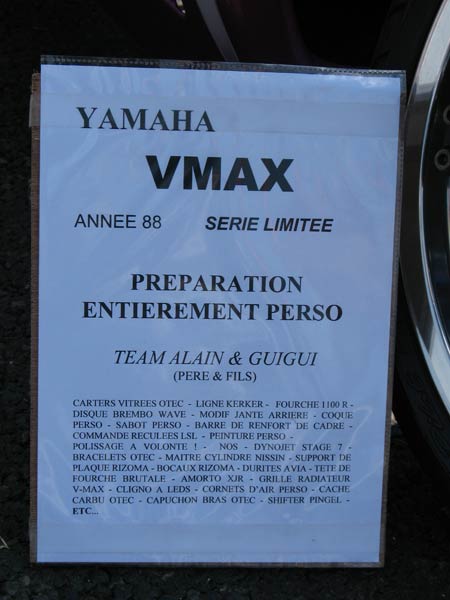 YAMAHA
VMAX
ANNEE 88 SERIE LIMITEE
PREPARATION
ENTIEREMENT PERSO
TEAM ALAIN & GUIGUI
(PERE & FILS)
CARTERS VITREES OTEC - LIGNE KERKER - FOURCHE 1100 R -
DISQUE BREMBO WAVE - MODIF JANTE ARRIERE - COQUE
PERSO - SABOT PERSO - BARRE DE RENFORT DE CADRE -
COMMANDE RECULEES LSL - PEINTURE PERSO -
POLISSAGE A VOLONTE ! - NOS - DYNOJET STAGE 7 -
BRACELETS OTEC - MAITRE CYLINDRE NISSIN - SUPPORT DE
PLAQUE RIZOMA - BOCAUX RIZOMA - DURITES AVIA - TETE DE
FOURCHE BRUTALE - AMORTO XJR - GRILLE RADIATEUR
V-MAX - CLIGNO A LEDS - CORNETS D'AIR PERSO - CACHE
CARBU OTEC - CAPUCHON BRAS OTEC - SHIFTER PINGEL -
ETC...